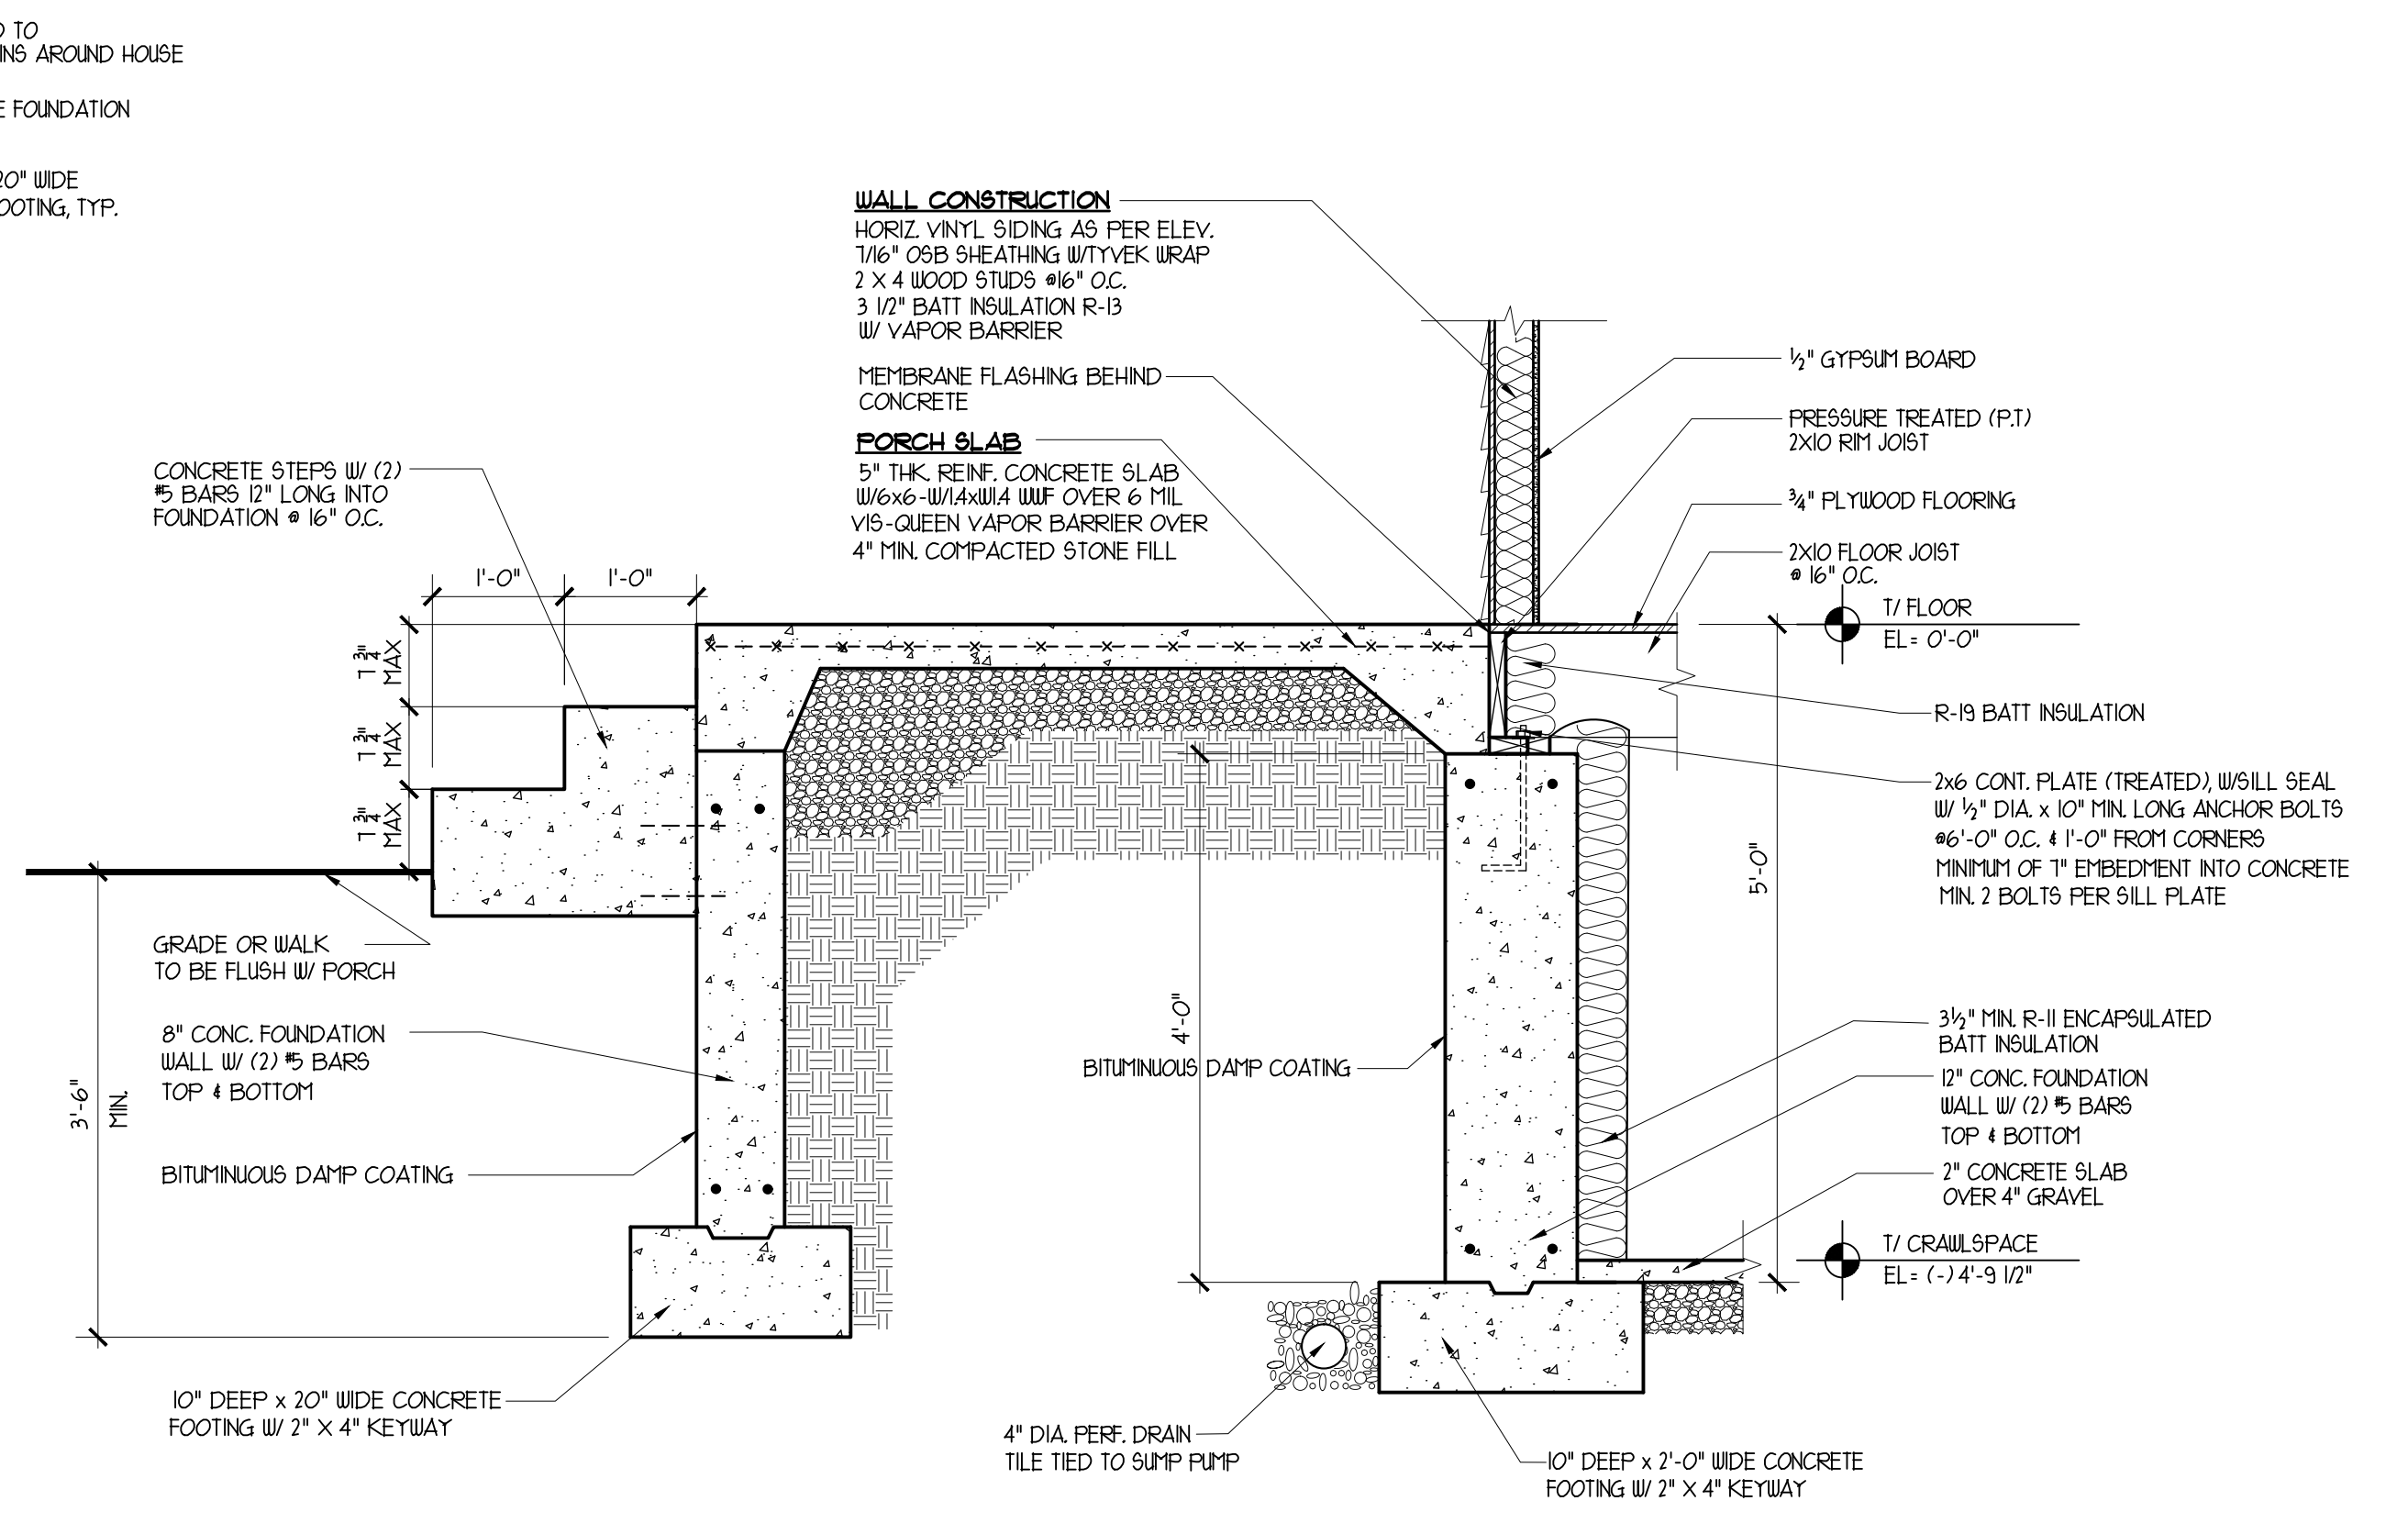 D TO
INS AROUND HOUSE
E FOUNDATION
20" WIDE
OOTING, TYP.
WALL CONSTRUCTION
HORIZ. VINYL SIDING AS PER ELEV.
7/16" OSB SHEATHING W/TYVEK WRAP
2 X 4 WOOD STUDS @16" O.C.
3 1/2" BATT INSULATION R-13
W/ VAPOR BARRIER
MEMBRANE FLASHING BEHIND
CONCRETE
PORCH SLAB
5" THK. REINF. CONCRETE SLAB
W/6x6-W/1.4xW1.4 WWF OVER 6 MIL
VIS-QUEEN VAPOR BARRIER OVER
4" MIN. COMPACTED STONE FILL
CONCRETE STEPS W/ (2)
#5 BARS 12" LONG INTO
FOUNDATION @ 16" O.C.
1'-0"
1'-0"
7 3/4"
MAX
7 3/4"
MAX
7 3/4"
MAX
GRADE OR WALK
TO BE FLUSH W/ PORCH
8" CONC. FOUNDATION
WALL W/ (2) #5 BARS
TOP & BOTTOM
3'-6"
MIN.
BITUMINUOUS DAMP COATING
10" DEEP x 20" WIDE CONCRETE
FOOTING W/ 2" X 4" KEYWAY
4'-0"
BITUMINUOUS DAMP COATING
4" DIA. PERF. DRAIN
TILE TIED TO SUMP PUMP
10" DEEP x 2'-0" WIDE CONCRETE
FOOTING W/ 2" X 4" KEYWAY
½" GYPSUM BOARD
PRESSURE TREATED (P.T)
2X10 RIM JOIST
¾" PLYWOOD FLOORING
2X10 FLOOR JOIST
@ 16" O.C.
T/ FLOOR
EL= 0'-0"
R-19 BATT INSULATION
2x6 CONT. PLATE (TREATED), W/SILL SEAL
W/ ½" DIA. x 10" MIN. LONG ANCHOR BOLTS
@6'-0" O.C. & 1'-0" FROM CORNERS
MINIMUM OF 7" EMBEDMENT INTO CONCRETE
MIN. 2 BOLTS PER SILL PLATE
5'-0"
3½" MIN. R-11 ENCAPSULATED
BATT INSULATION
12" CONC. FOUNDATION
WALL W/ (2) #5 BARS
TOP & BOTTOM
2" CONCRETE SLAB
OVER 4" GRAVEL
T/ CRAWLSPACE
EL= (-) 4'-9 1/2"